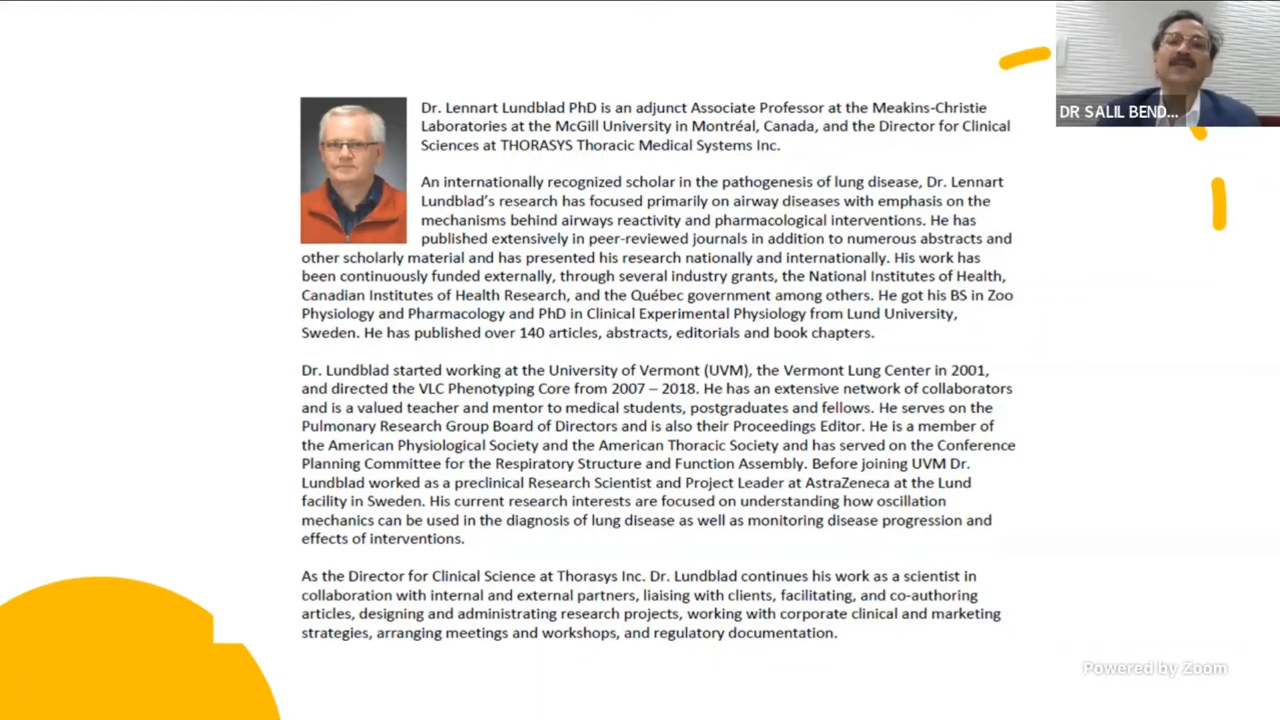 DR SALIL BEND...
Dr. Lennart Lundblad PhD is an adjunct Associate Professor at the Meakins-Christie
Laboratories at the McGill University in Montréal, Canada, and the Director for Clinical
Sciences at THORASYS Thoracic Medical Systems Inc.
An internationally recognized scholar in the pathogenesis of lung disease, Dr. Lennart
Lundblad's research has focused primarily on airway diseases with emphasis on the
mechanisms behind airways reactivity and pharmacological interventions. He has
published extensively in peer-reviewed journals in addition to numerous abstracts and
other scholarly material and has presented his research nationally and internationally. His work has
been continuously funded externally, through several industry grants, the National Institutes of Health,
Canadian Institutes of Health Research, and the Québec government among others. He got his BS in Zoo
Physiology and Pharmacology and PhD in Clinical Experimental Physiology from Lund University,
Sweden. He has published over 140 articles, abstracts, editorials and book chapters.
Dr. Lundblad started working at the University of Vermont (UVM), the Vermont Lung Center in 2001,
and directed the VLC Phenotyping Core from 2007 – 2018. He has an extensive network of collaborators
and is a valued teacher and mentor to medical students, postgraduates and fellows. He serves on the
Pulmonary Research Group Board of Directors and is also their Proceedings Editor. He is a member of
the American Physiological Society and the American Thoracic Society and has served on the Conference
Planning Committee for the Respiratory Structure and Function Assembly. Before joining UVM Dr.
Lundblad worked as a preclinical Research Scientist and Project Leader at AstraZeneca at the Lund
facility in Sweden. His current research interests are focused on understanding how oscillation
mechanics can be used in the diagnosis of lung disease as well as monitoring disease progression and
effects of interventions.
As the Director for Clinical Science at Thorasys Inc. Dr. Lundblad continues his work as a scientist in
collaboration with internal and external partners, liaising with clients, facilitating, and co-authoring
articles, designing and administrating research projects, working with corporate clinical and marketing
strategies, arranging meetings and workshops, and regulatory documentation.
Powered by Zoom